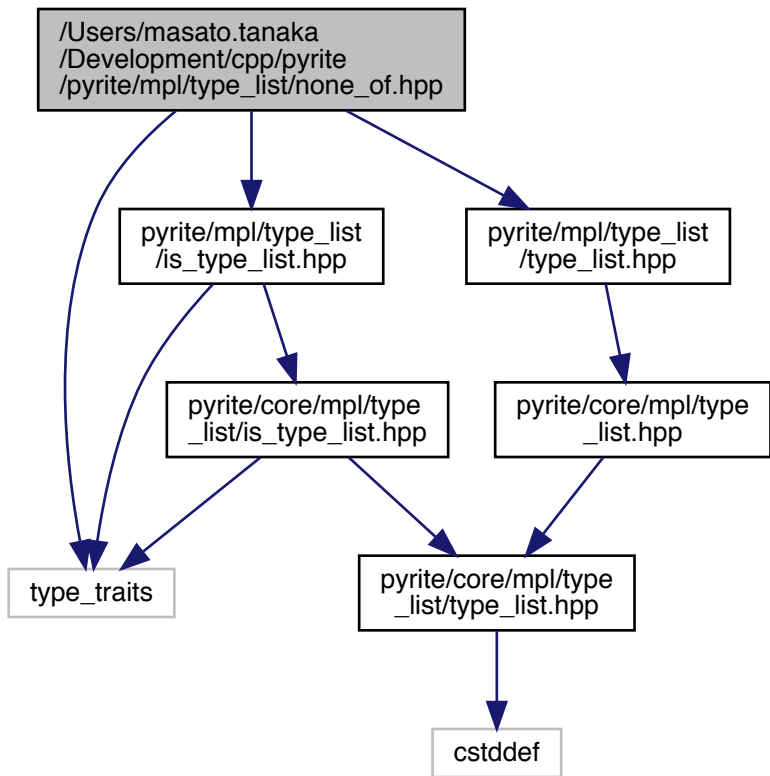 /Users/masato.tanaka
/Development/cpp/pyrite
/pyrite/mpl/type_list/none_of.hpp
pyrite/mpl/type_list
/is_type_list.hpp
pyrite/mpl/type_list
/type_list.hpp
pyrite/core/mpl/type
_list/is_type_list.hpp
pyrite/core/mpl/type
_list.hpp
type_traits
pyrite/core/mpl/type
_list/type_list.hpp
cstddef